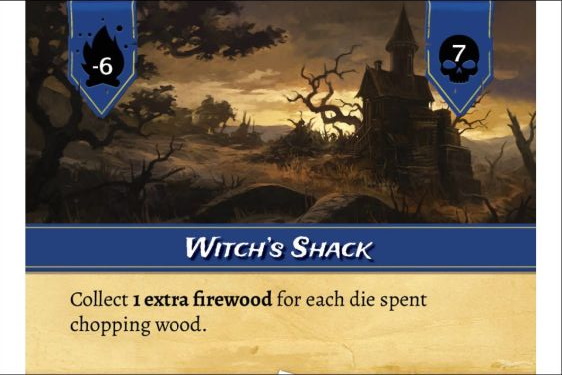 -6
7
Witch's Shack
Collect 1 extra firewood for each die spent
chopping wood.